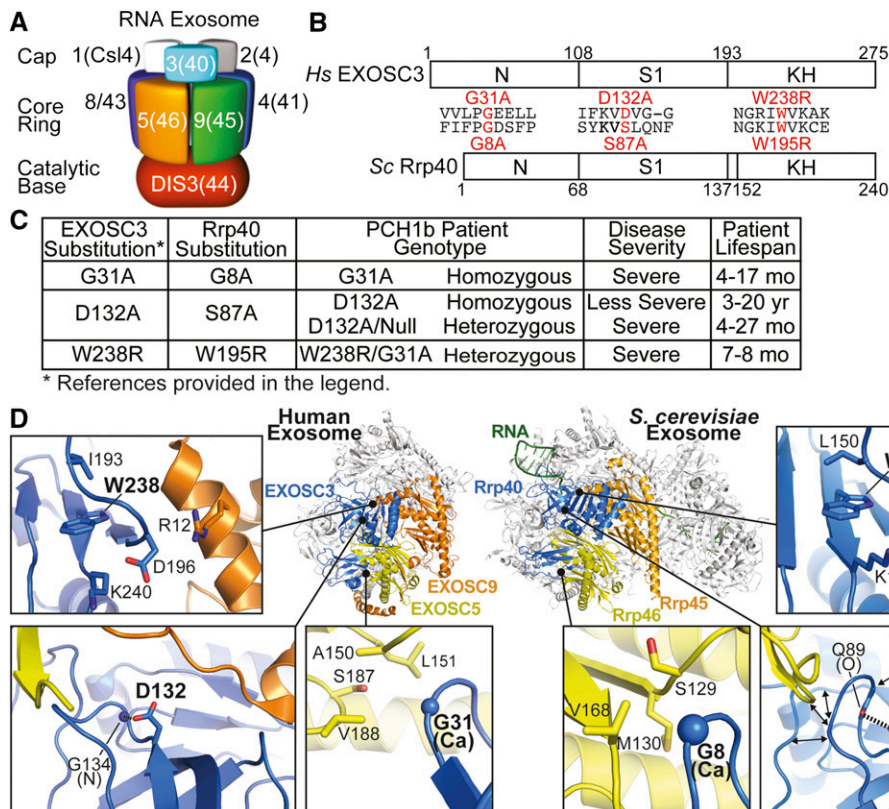 A
RNA Exosome
Cap
1(Csl4)
3(40)
2(4)
Core
Ring
8/43
5(46)
9(45)
4(41)
Catalytic
Base
DIS3(44)
B
1 108 193 275
Hs EXOSC3 N S1 KH
G31A D132A W238R
VVLPGEELL IFKVDVG-G NGRIWVKAK
FIFPGDSFP SYKVSLQNF NGKIWVKCE
G8A S87A W195R
Sc Rrp40 N S1 KH
1 68 137 152 240
C
EXOSC3 Substitution* Rrp40 Substitution PCH1b Patient Genotype Disease Severity Patient Lifespan
G31A G8A G31A Homozygous Severe 4-17 mo
D132A S87A D132A Homozygous Less Severe 3-20 yr
D132A/Null Heterozygous Severe 4-27 mo
W238R W195R W238R/G31A Heterozygous Severe 7-8 mo
* References provided in the legend.
D
Human
Exosome
S. cerevisiae
Exosome
I193
W238
R12
D196
K240
EXOSC3
EXOSC9
EXOSC5
RNA
Rrp40
Rrp45
Rrp46
L150
D132
G134
(N)
A150
L151
S187
V188
G31
(Ca)
S129
V168
M130
G8
(Ca)
Q89
(O)